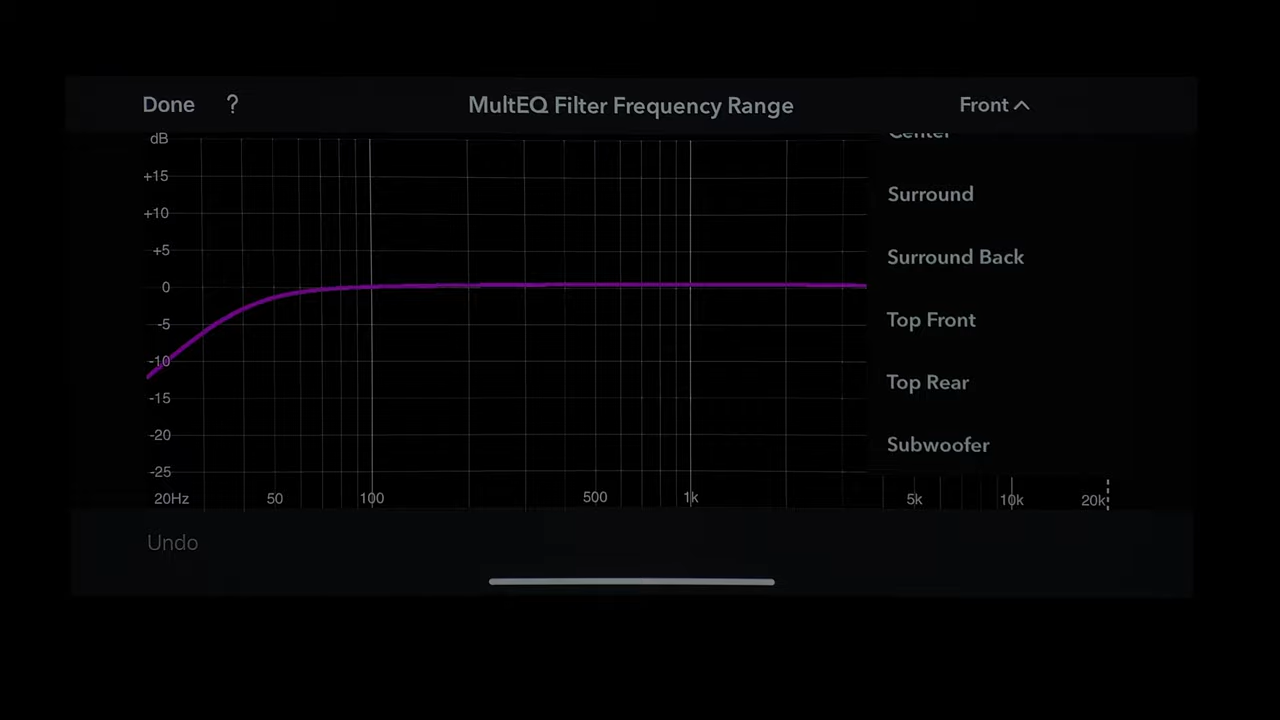 Done ? MultEQ Filter Frequency Range Front
dB
Center
+15
Surround
+10
+5
Surround Back
0
Top Front
-5
-10
Top Rear
-15
-20
Subwoofer
-25
20Hz 50 100 500 1k 5k 10k 20k
Undo